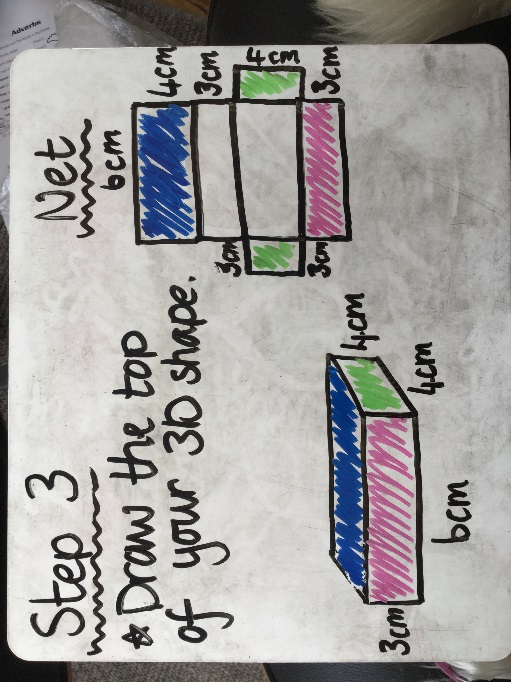 Adverbs
Step 3
* Draw the top
of your 3D shape.
Net
6cm
4cm
3cm
3cm
4cm
3cm
3cm
4cm
4cm
6cm
3cm